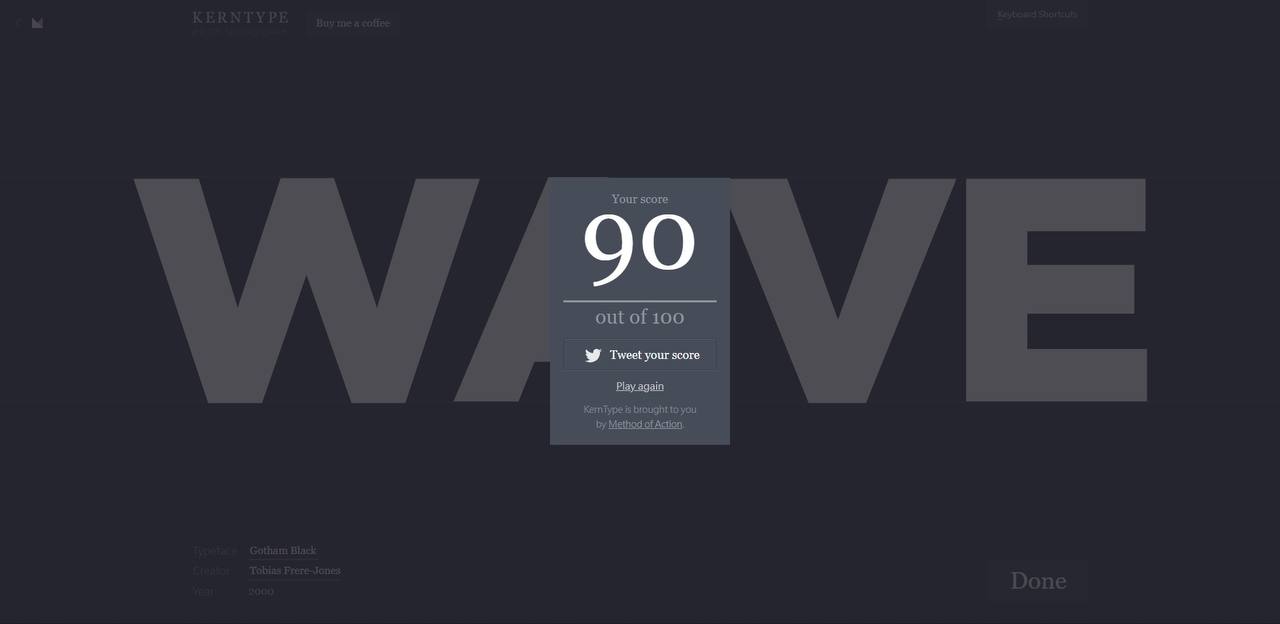 KERNTYPE
Buy me a coffee
Keyboard Shortcuts
WAVE
Your score
90
out of 100
Tweet your score
Play again
KernType is brought to you
by Method of Action.
Typeface Gotham Black
Creator Tobias Frere-Jones
Year 2000
Done